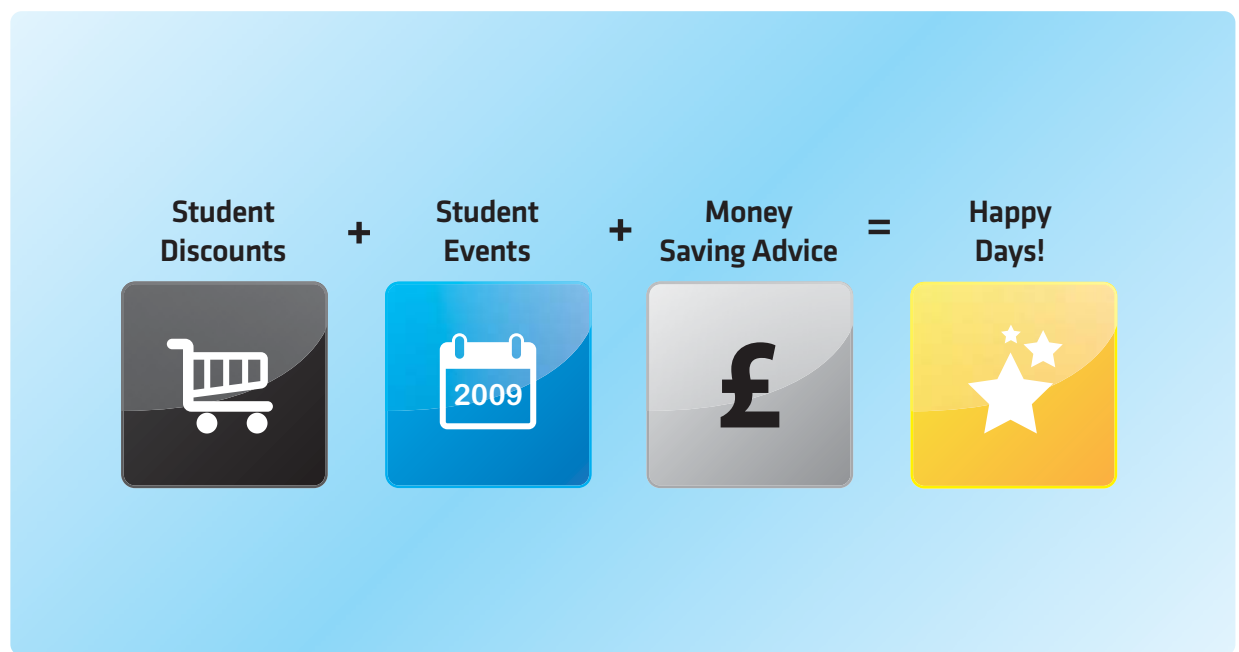 Student
Discounts
+
Student
Events
+
Money
Saving Advice
=
Happy
Days!
2009
£